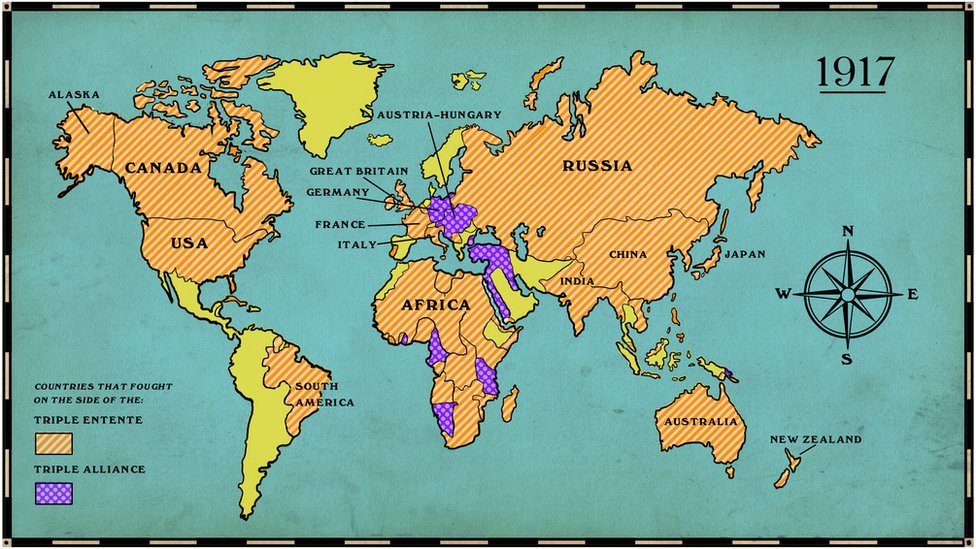 1917
ALASKA
CANADA
USA
AUSTRIA-HUNGARY
GREAT BRITAIN
GERMANY
FRANCE
ITALY
RUSSIA
CHINA
JAPAN
INDIA
AFRICA
N
W
E
S
SOUTH
AMERICA
AUSTRALIA
NEW ZEALAND
COUNTRIES THAT FOUGHT
ON THE SIDE OF THE:
TRIPLE ENTENTE
TRIPLE ALLIANCE